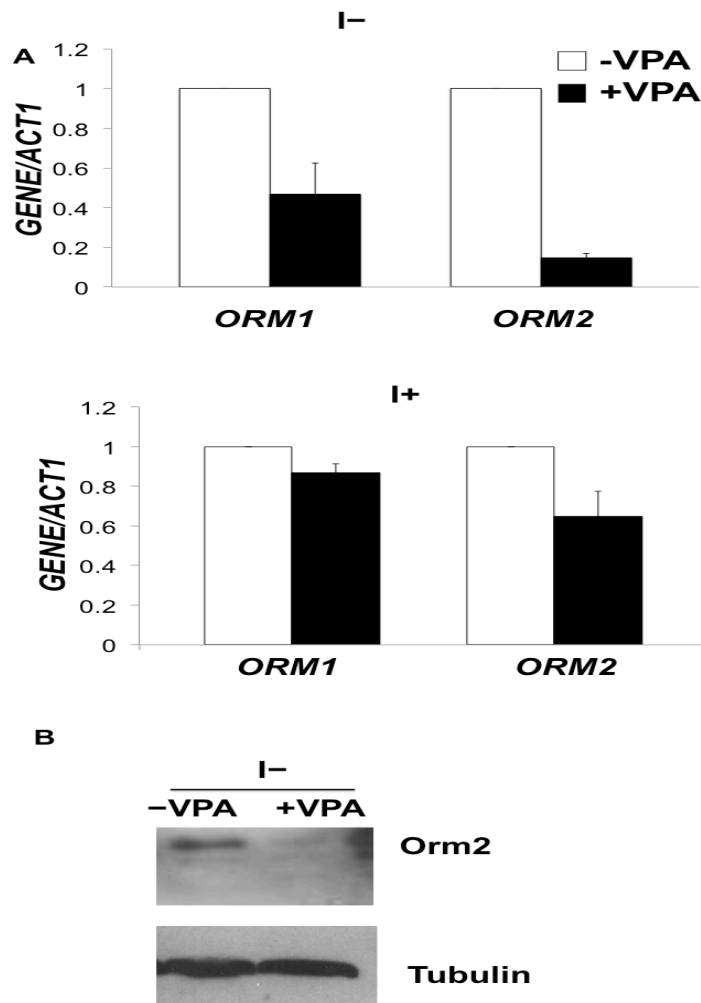 I–
A
-VPA
+VPA
GENE/ACT1
1.2
1
0.8
0.6
0.4
0.2
0
ORM1 ORM2
I+
GENE/ACT1
1.2
1
0.8
0.6
0.4
0.2
0
ORM1 ORM2
B
I–
–VPA +VPA
Orm2
Tubulin